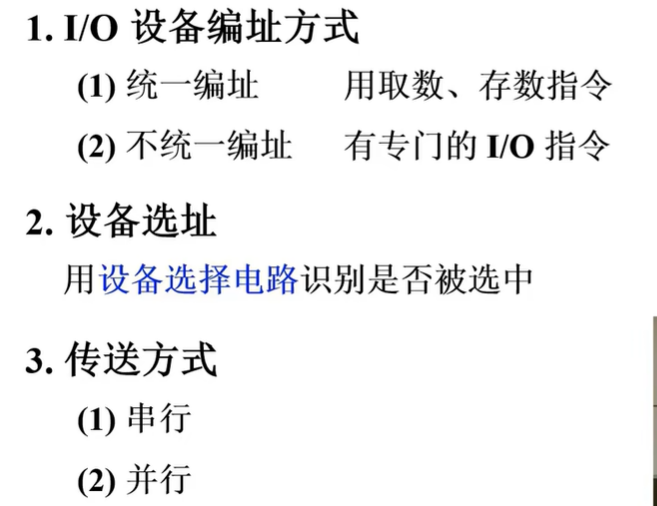 1. I/O 设备编址方式
(1) 统一编址 用取数、存数指令
(2) 不统一编址 有专门的 I/O 指令
2. 设备选址
用设备选择电路识别是否被选中
3. 传送方式
(1) 串行
(2) 并行